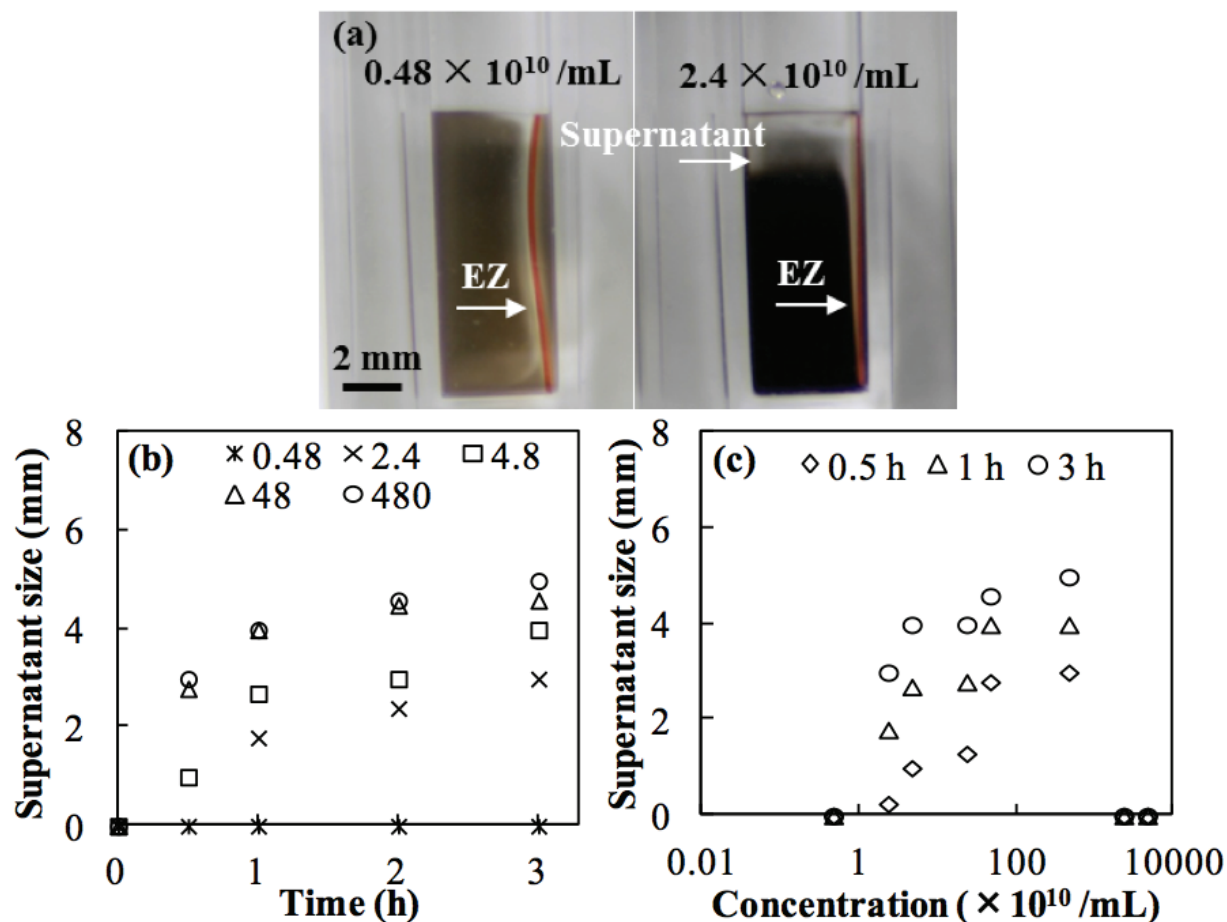 (a)
0.48 × 10¹⁰ /mL
2.4 × 10¹⁰ /mL
Supernatant
EZ
EZ
2 mm
(b)
0.48 2.4 4.8
48 480
Supernatant size (mm)
8
6
4
2
0
0 1 2 3
Time (h)
(c)
0.5 h 1 h 3 h
Supernatant size (mm)
8
6
4
2
0
0.01 1 100 10000
Concentration ( × 10¹⁰ /mL)